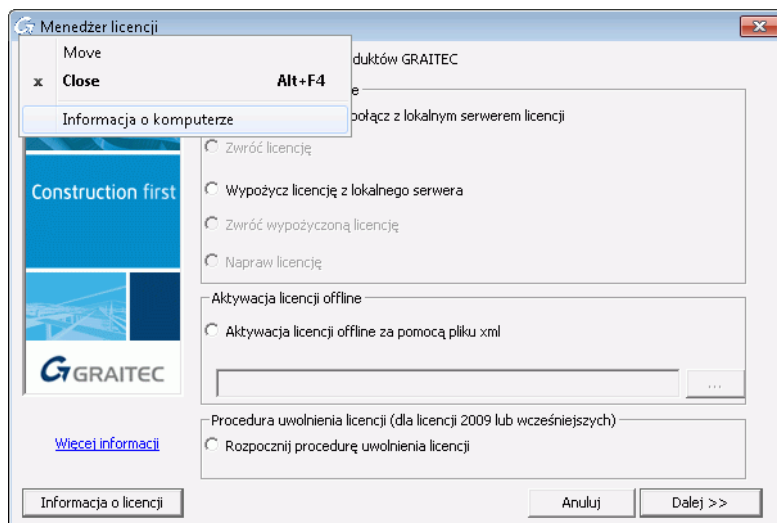 Menedżer licencji
Move
x Close Alt+F4
Informacja o komputerze
duktów GRAITEC
e
połącz z lokalnym serwerem licencji
Zwróć licencję
Wypożycz licencję z lokalnego serwera
Zwróć wypożyczoną licencję
Napraw licencję
Construction first
GRAITEC
Aktywacja licencji offline
Aktywacja licencji offline za pomocą pliku xml
...
Procedura uwolnienia licencji (dla licencji 2009 lub wcześniejszych)
Rozpocznij procedurę uwolnienia licencji
Więcej informacji
Informacja o licencji
Anuluj
Dalej >>